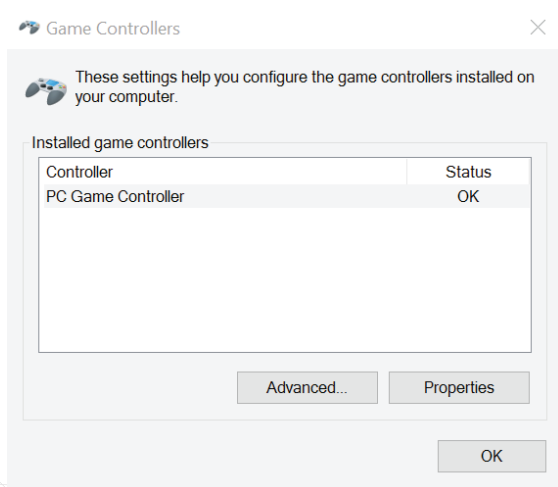 Game Controllers
These settings help you configure the game controllers installed on
your computer.
Installed game controllers
Controller Status
PC Game Controller OK
Advanced... Properties
OK